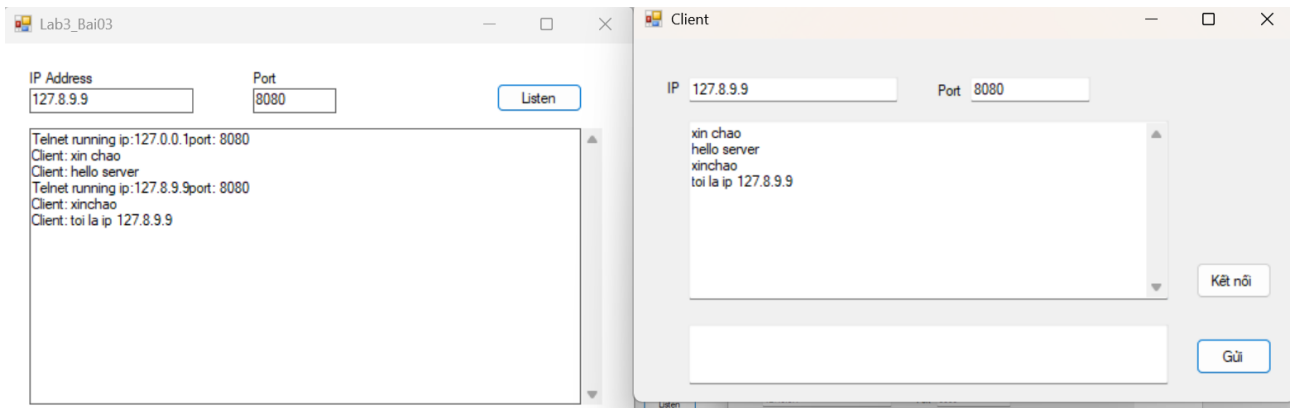 Lab3_Bai03
IP Address
Port
127.8.9.9
8080
Listen
Telnet running ip:127.0.0.1port: 8080
Client: xin chao
Client: hello server
Telnet running ip:127.8.9.9port: 8080
Client: xinchao
Client: toi la ip 127.8.9.9
Client
IP
127.8.9.9
Port
8080
xin chao
hello server
xinchao
toi la ip 127.8.9.9
Kết nối
Gửi
Listen